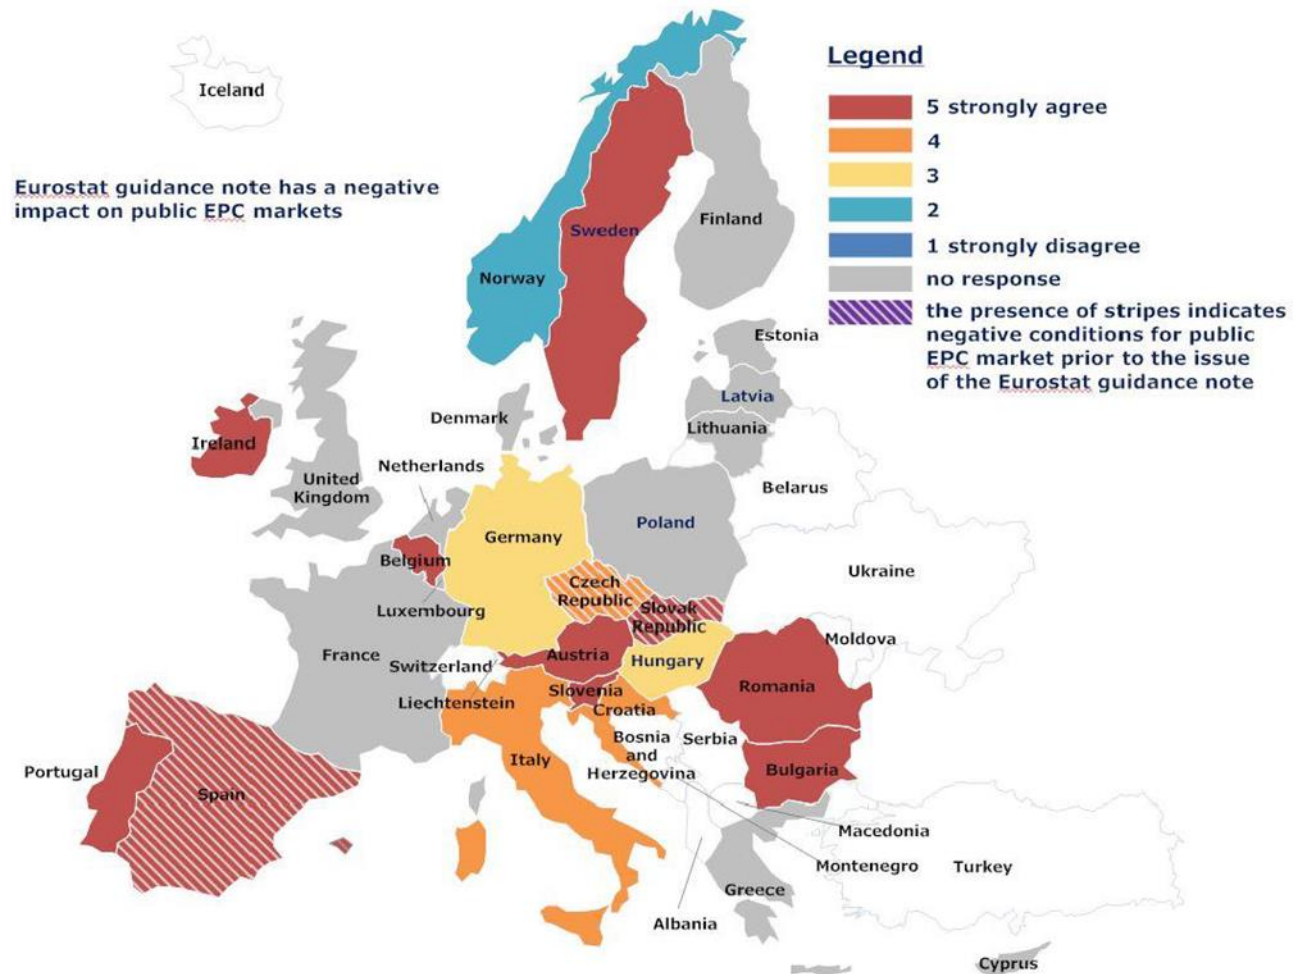 Iceland
Eurostat guidance note has a negative
impact on public EPC markets
Legend
5 strongly agree
4
3
2
1 strongly disagree
no response
the presence of stripes indicates
negative conditions for public
EPC market prior to the issue
of the Eurostat guidance note
Finland
Sweden
Norway
Estonia
Latvia
Lithuania
Denmark
Ireland
Netherlands
United
Kingdom
Belarus
Poland
Germany
Belgium
Ukraine
Czech
Republic
Luxembourg
Slovak
Republic
Moldova
France
Austria
Switzerland
Hungary
Romania
Slovenia
Liechtenstein
Croatia
Bosnia
and
Herzegovina
Serbia
Italy
Portugal
Bulgaria
Spain
Macedonia
Montenegro
Turkey
Greece
Albania
Cyprus